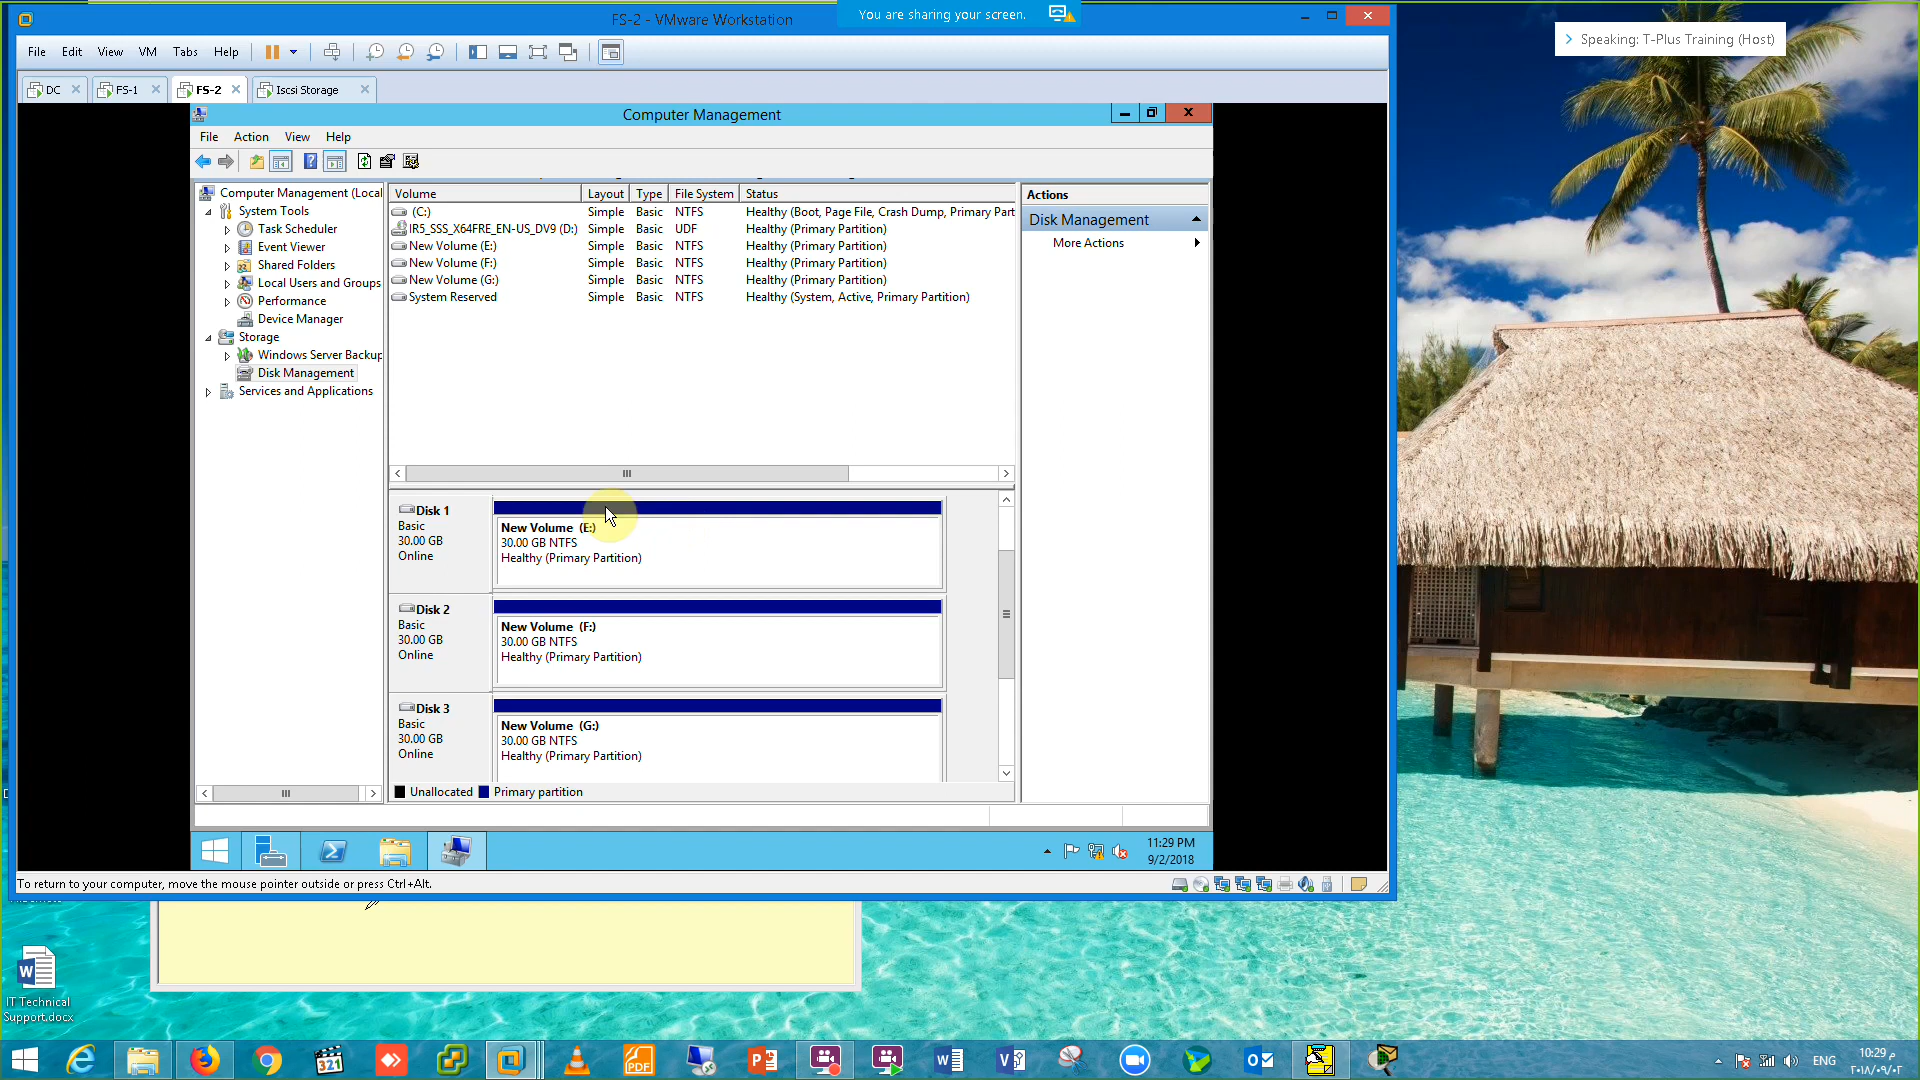 FS-2 - VMware Workstation
You are sharing your screen.
Speaking: T-Plus Training (Host)
File Edit View VM Tabs Help
DC FS-1 FS-2 Iscsi Storage
Computer Management
File Action View Help
Computer Management (Local
System Tools
Task Scheduler
Event Viewer
Shared Folders
Local Users and Groups
Performance
Device Manager
Storage
Windows Server Backup
Disk Management
Services and Applications
Volume Layout Type File System Status
(C:) Simple Basic NTFS Healthy (Boot, Page File, Crash Dump, Primary Part
IR5_SSS_X64FRE_EN-US_DV9 (D:) Simple Basic UDF Healthy (Primary Partition)
New Volume (E:) Simple Basic NTFS Healthy (Primary Partition)
New Volume (F:) Simple Basic NTFS Healthy (Primary Partition)
New Volume (G:) Simple Basic NTFS Healthy (Primary Partition)
System Reserved Simple Basic NTFS Healthy (System, Active, Primary Partition)
Actions
Disk Management
More Actions
Disk 1
Basic
30.00 GB
Online
New Volume (E:)
30.00 GB NTFS
Healthy (Primary Partition)
Disk 2
Basic
30.00 GB
Online
New Volume (F:)
30.00 GB NTFS
Healthy (Primary Partition)
Disk 3
Basic
30.00 GB
Online
New Volume (G:)
30.00 GB NTFS
Healthy (Primary Partition)
Unallocated Primary partition
11:29 PM
9/2/2018
To return to your computer, move the mouse pointer outside or press Ctrl+Alt.
IT Technical
Support.docx
321
PDF
ENG
10:29 م
٢٠١٨/٠٩/٠٢